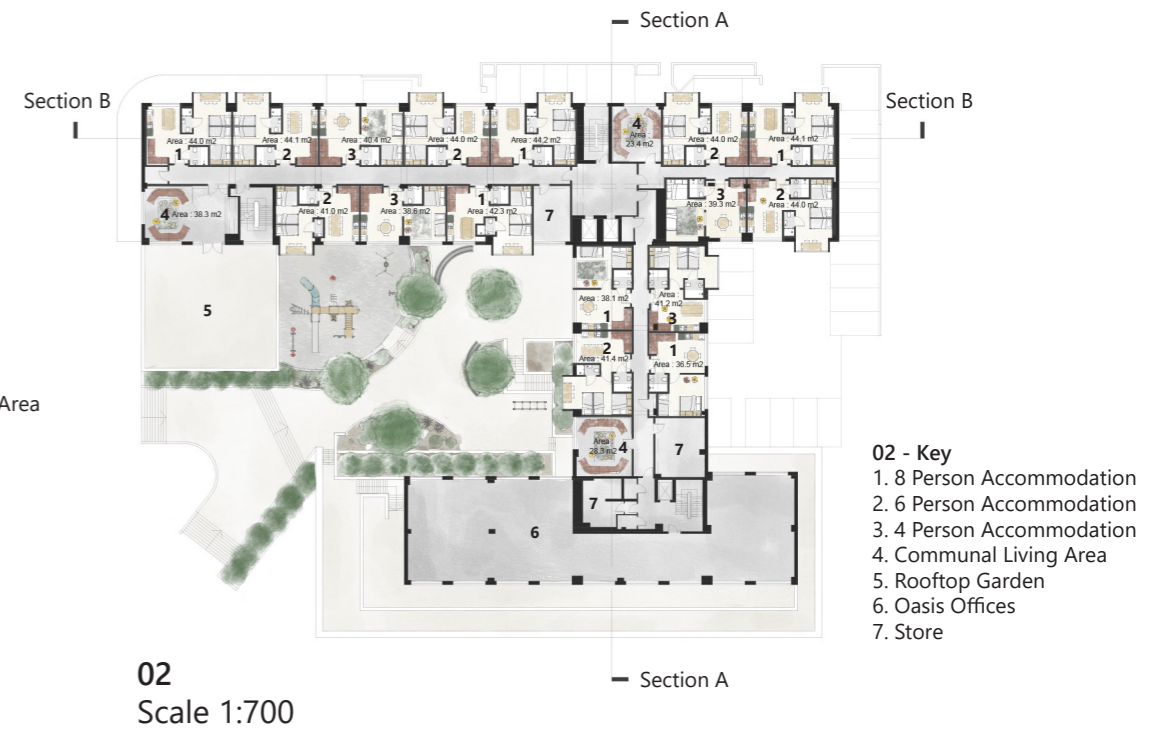 Section A
Section B
Section B
4
Area :
23.4 m2
Area : 44.0 m2
1
Area : 44.1 m2
2
Area : 40.4 m2
3
Area : 44.0 m2
2
Area : 44.2 m2
1
Area : 44.0 m2
2
Area : 44.1 m2
1
4
Area : 38.3 m2
2
Area : 41.0 m2
3
Area : 38.6 m2
1
Area : 42.3 m2
7
3
Area : 39.3 m2
2
Area : 44.0 m2
5
Area : 38.1 m2
1
Area :
41.2 m2
3
2
Area : 41.4 m2
1
Area : 36.5 m2
Area
Area
28.3 m2
4
7
7
6
02 - Key
1. 8 Person Accommodation
2. 6 Person Accommodation
3. 4 Person Accommodation
4. Communal Living Area
5. Rooftop Garden
6. Oasis Offices
7. Store
02
Scale 1:700
Section A